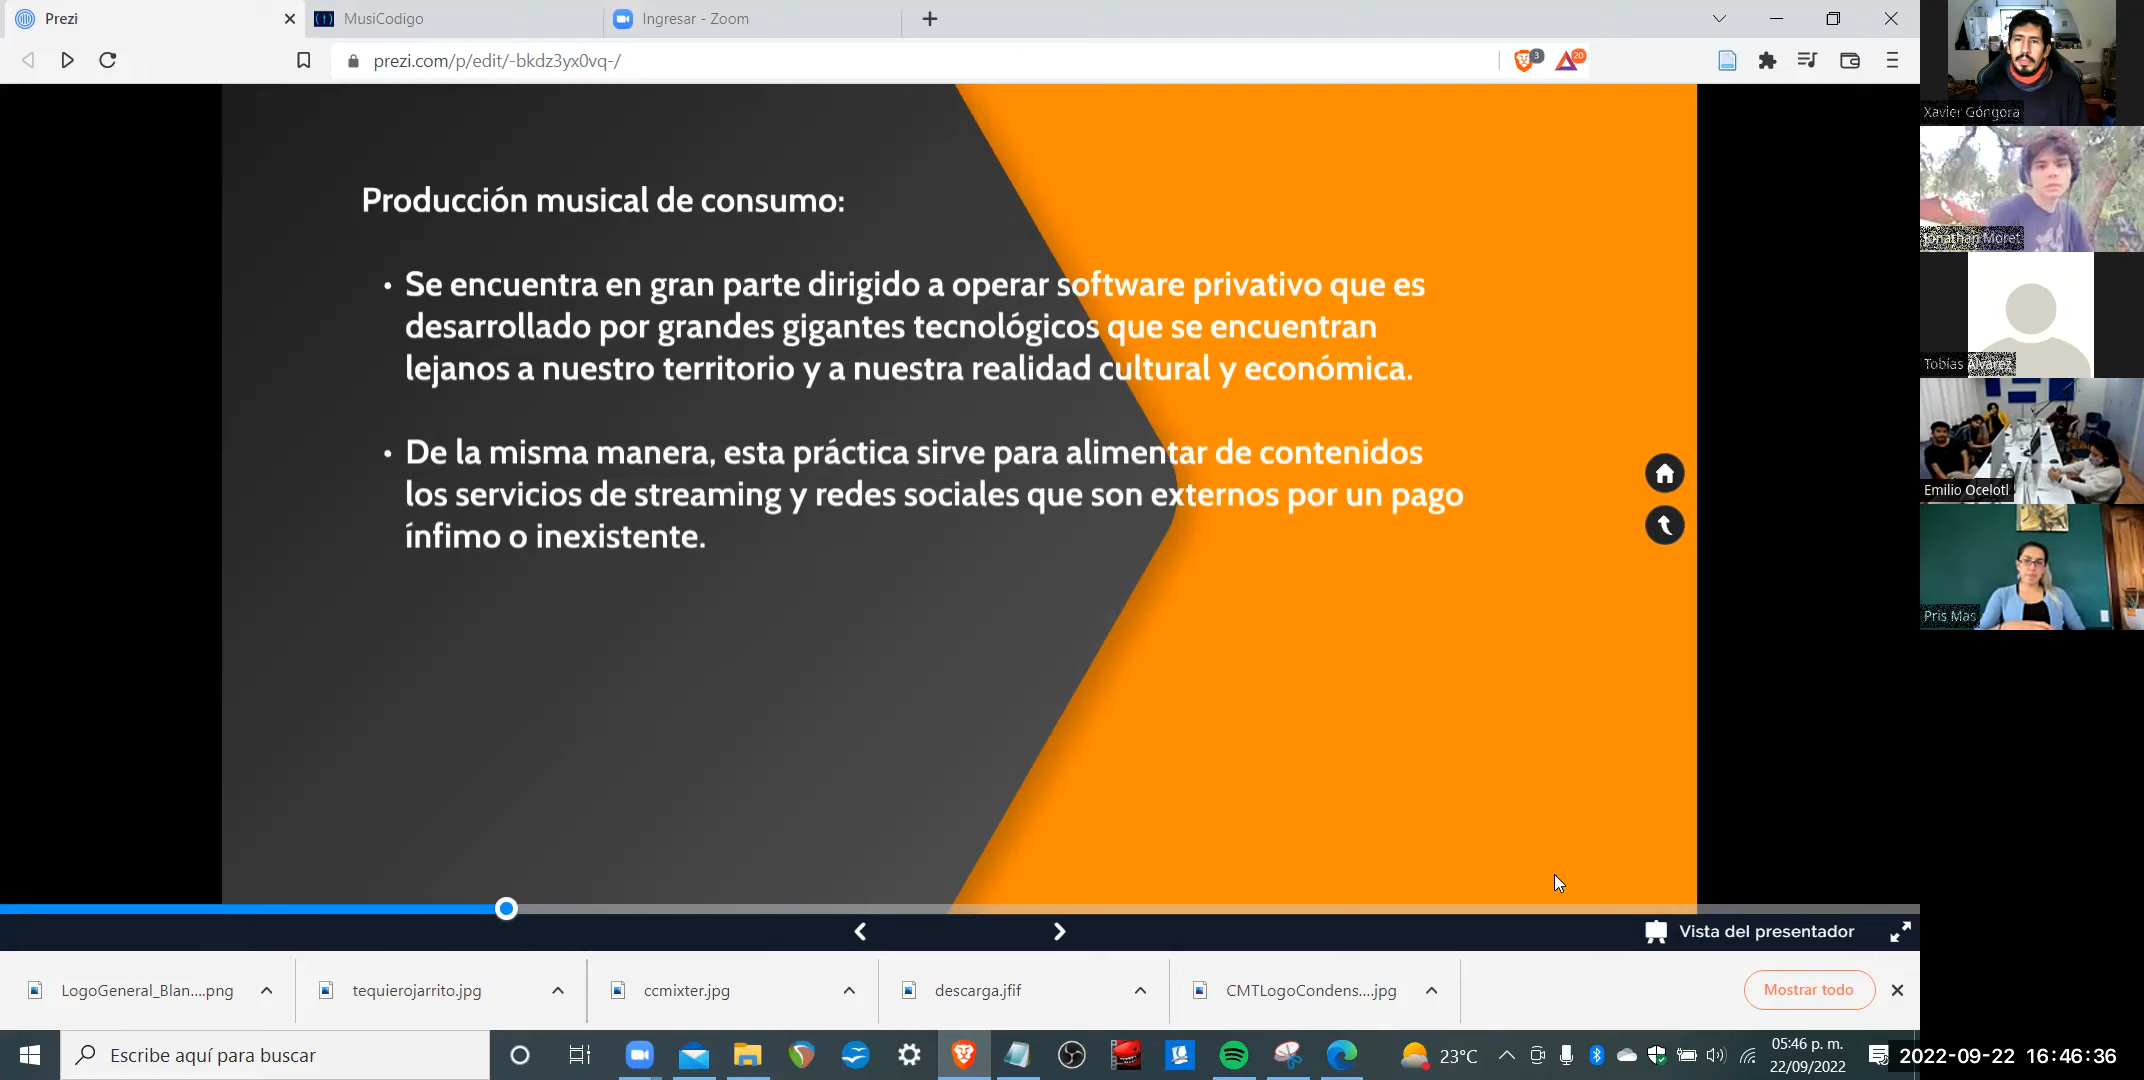 Prezi
MusiCodigo
Ingresar - Zoom
prezi.com/p/edit/-bkdz3yx0vq-/
3
20
Producción musical de consumo:
• Se encuentra en gran parte dirigido a operar software privativo que es
desarrollado por grandes gigantes tecnológicos que se encuentran
lejanos a nuestro territorio y a nuestra realidad cultural y económica.
• De la misma manera, esta práctica sirve para alimentar de contenidos
los servicios de streaming y redes sociales que son externos por un pago
ínfimo o inexistente.
Xavier Góngora
Jonathan Moret
Tobías Álvarez
Emilio Ocelotl
Pris Mas
Vista del presentador
LogoGeneral_Blan....png
tequierojarrito.jpg
ccmixter.jpg
descarga.jfif
CMTLogoCondens....jpg
Mostrar todo
Escribe aquí para buscar
23°C
05:46 p. m.
22/09/2022
2022-09-22 16:46:36